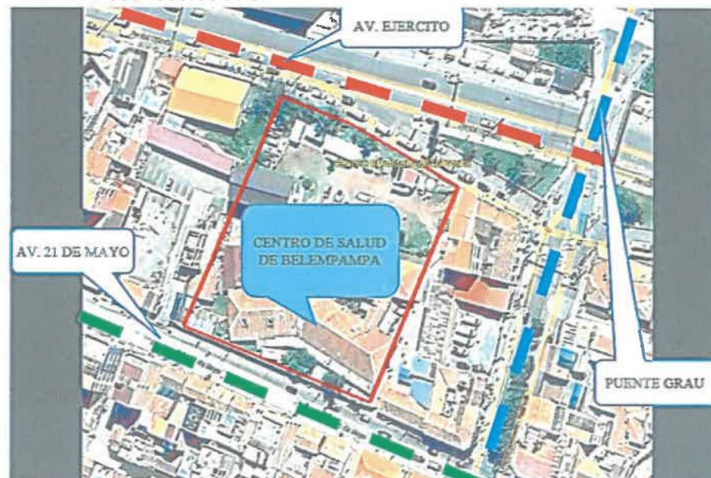 AV. EJERCITO
CENTRO DE SALUD
DE BELEMPAMPA
AV. 21 DE MAYO
PUENTE GRAU